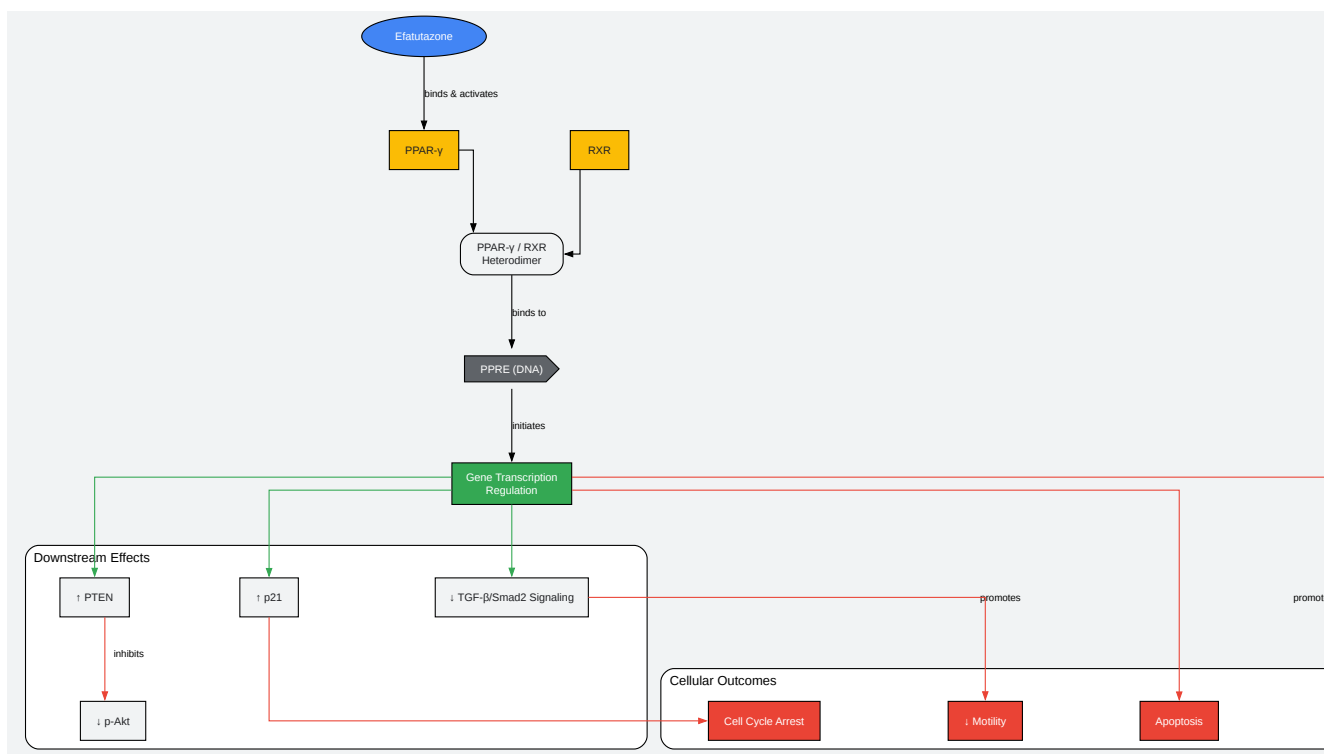 Efatutazone
binds & activates
PPAR-γ
RXR
PPAR-γ / RXR
Heterodimer
binds to
PPRE (DNA)
initiates
Gene Transcription
Regulation
Downstream Effects
↑ PTEN
↑ p21
↓ TGF-β/Smad2 Signaling
promotes
inhibits
Cellular Outcomes
↓ p-Akt
Cell Cycle Arrest
↓ Motility
Apoptosis